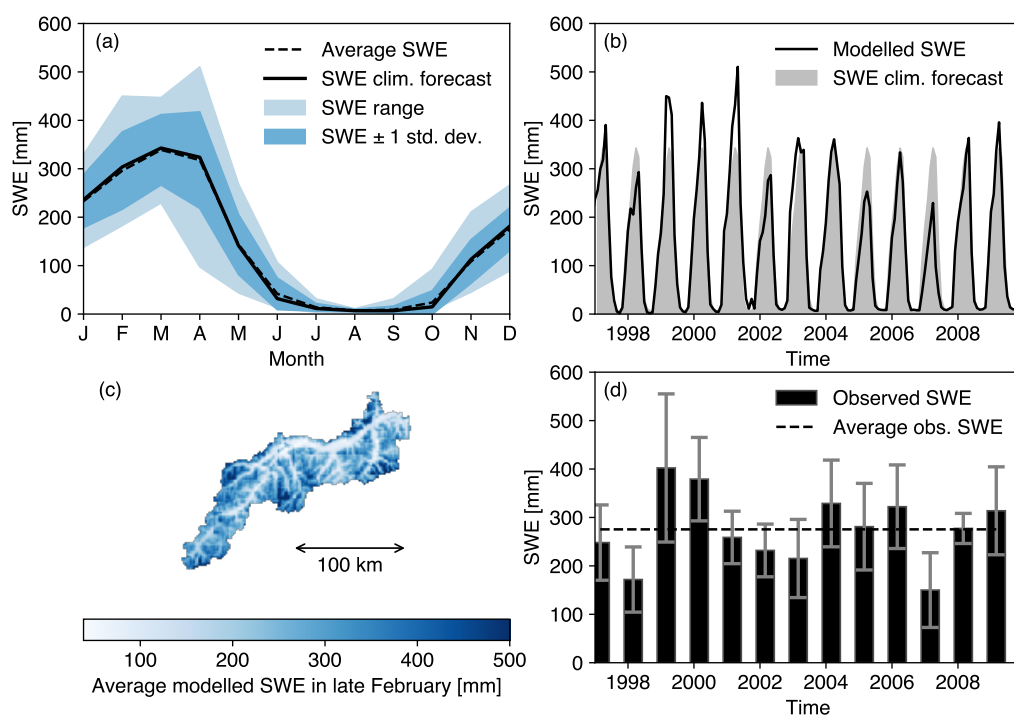 (a)
Average SWE
SWE clim. forecast
SWE range
SWE ± 1 std. dev.
600
500
400
300
200
100
0
SWE [mm]
J F M A M J J A S O N D
Month
(b)
Modelled SWE
SWE clim. forecast
600
500
400
300
200
100
0
SWE [mm]
1998 2000 2002 2004 2006 2008
Time
(c)
100 km
100 200 300 400 500
Average modelled SWE in late February [mm]
(d)
Observed SWE
Average obs. SWE
600
500
400
300
200
100
0
SWE [mm]
1998 2000 2002 2004 2006 2008
Time